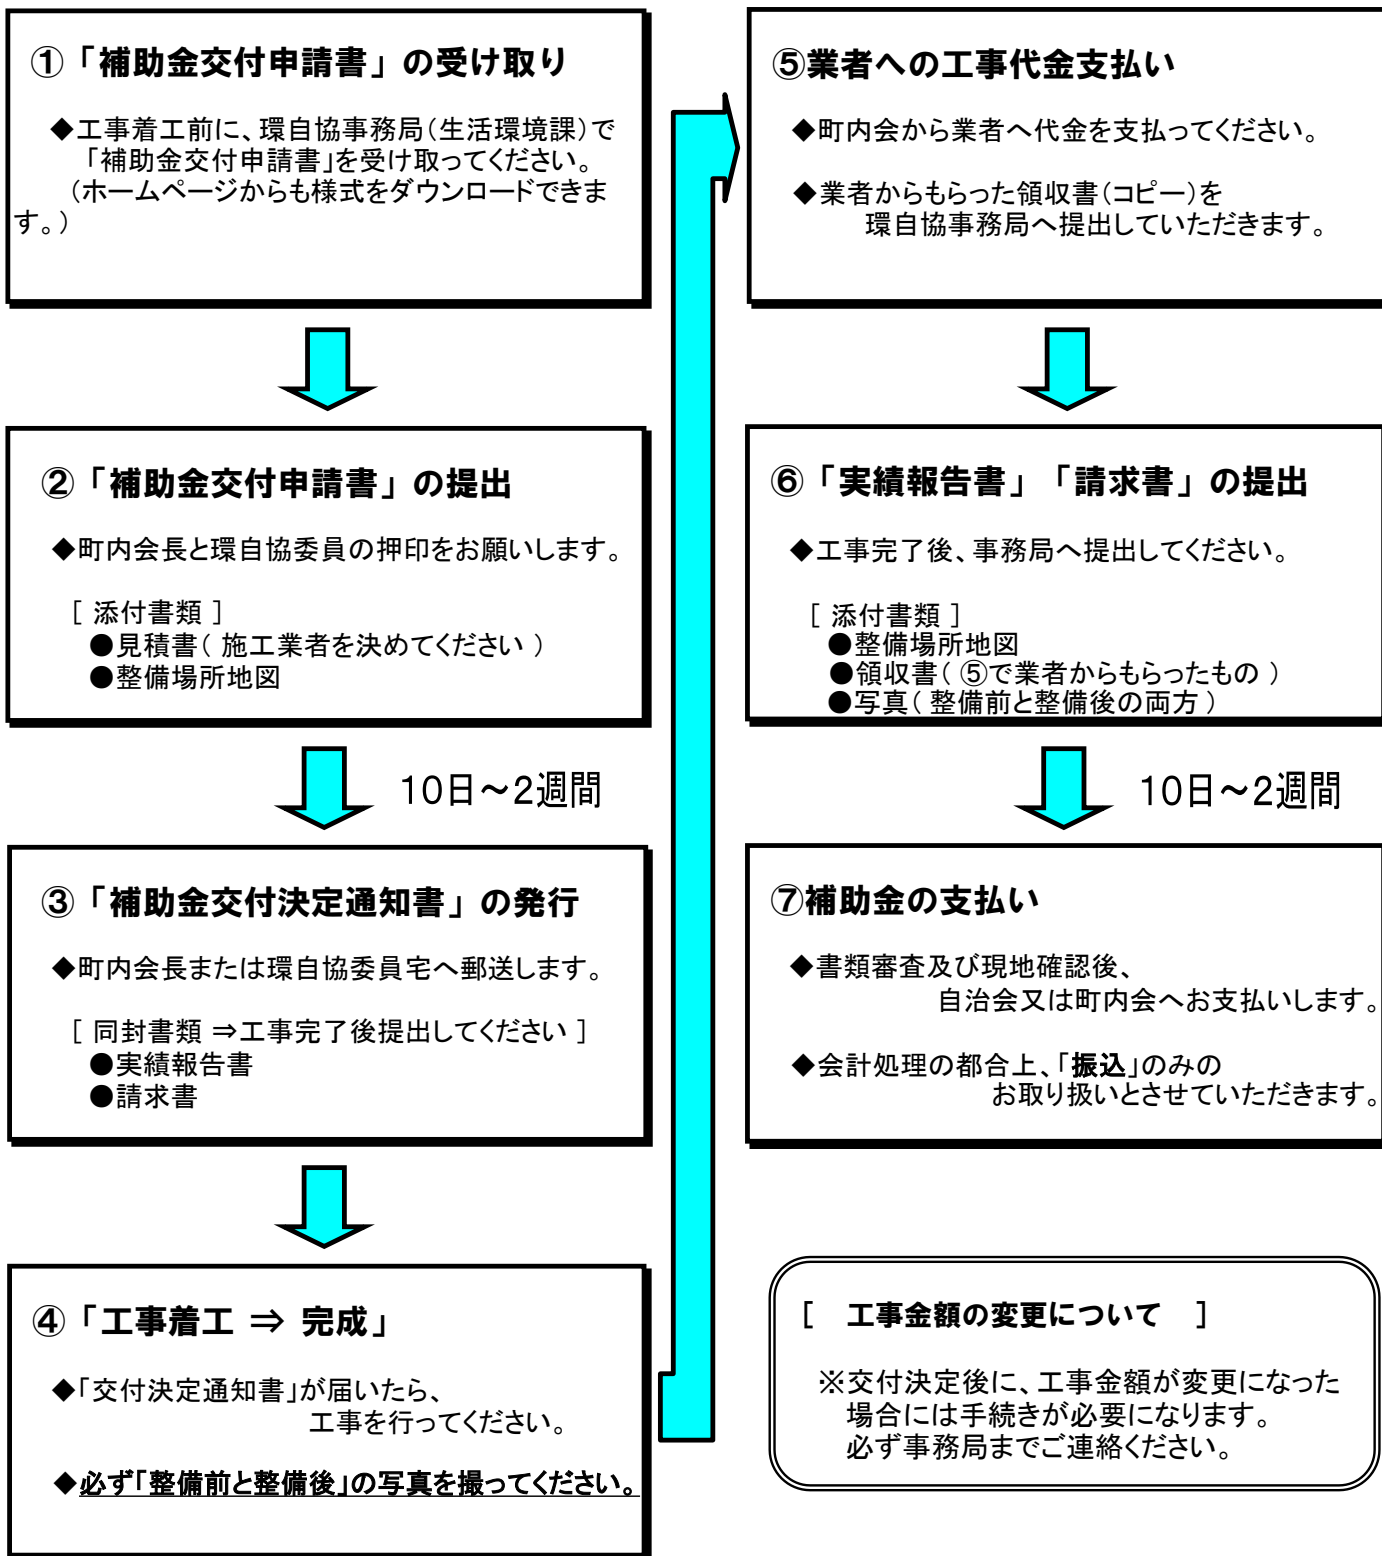 ①「補助金交付申請書」の受け取り
◆工事着工前に、環自協事務局(生活環境課)で
「補助金交付申請書」を受け取ってください。
(ホームページからも様式をダウンロードできま
す。)
②「補助金交付申請書」の提出
◆町内会長と環自協委員の押印をお願いします。
[ 添付書類 ]
●見積書( 施工業者を決めてください )
●整備場所地図
10日～2週間
③「補助金交付決定通知書」の発行
◆町内会長または環自協委員宅へ郵送します。
[ 同封書類 ⇒工事完了後提出してください ]
●実績報告書
●請求書
④「工事着工 ⇒ 完成」
◆「交付決定通知書」が届いたら、
工事を行ってください。
◆必ず「整備前と整備後」の写真を撮ってください。
⑤業者への工事代金支払い
◆町内会から業者へ代金を支払ってください。
◆業者からもらった領収書(コピー)を
環自協事務局へ提出していただきます。
⑥「実績報告書」「請求書」の提出
◆工事完了後、事務局へ提出してください。
[ 添付書類 ]
●整備場所地図
●領収書( ⑤で業者からもらったもの )
●写真( 整備前と整備後の両方 )
10日～2週間
⑦補助金の支払い
◆書類審査及び現地確認後、
自治会又は町内会へお支払いします。
◆会計処理の都合上、「振込」のみの
お取り扱いとさせていただきます。
[ 工事金額の変更について ]
※交付決定後に、工事金額が変更になった
場合には手続きが必要になります。
必ず事務局までご連絡ください。